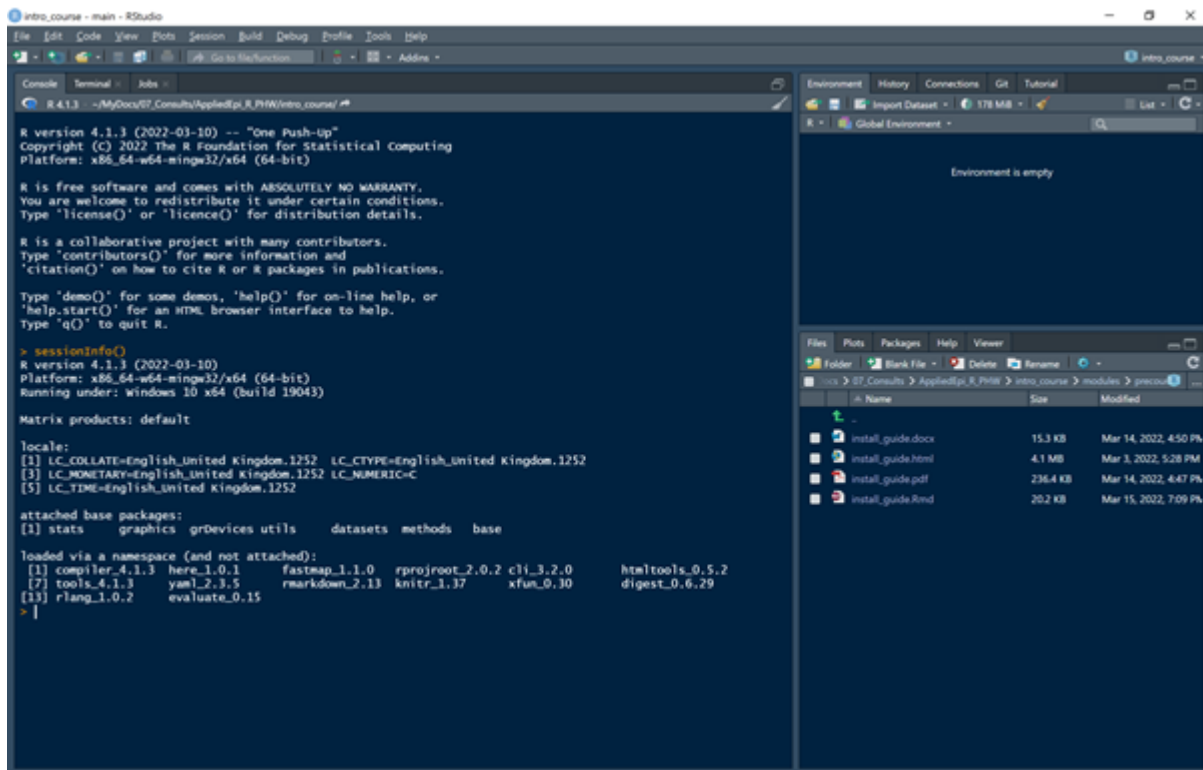 intro_course - main - RStudio
File Edit Code View Plots Session Build Debug Profile Tools Help
Go to file/function Addins
intro_course
Console Terminal Jobs
R 4.1.3 · ~/MyDocs/07_Consults/AppliedEpi_R_PHW/intro_course/
R version 4.1.3 (2022-03-10) -- "One Push-Up"
Copyright (C) 2022 The R Foundation for Statistical Computing
Platform: x86_64-w64-mingw32/x64 (64-bit)
R is free software and comes with ABSOLUTELY NO WARRANTY.
You are welcome to redistribute it under certain conditions.
Type 'license()' or 'licence()' for distribution details.
R is a collaborative project with many contributors.
Type 'contributors()' for more information and
'citation()' on how to cite R or R packages in publications.
Type 'demo()' for some demos, 'help()' for on-line help, or
'help.start()' for an HTML browser interface to help.
Type 'q()' to quit R.
> sessionInfo()
R version 4.1.3 (2022-03-10)
Platform: x86_64-w64-mingw32/x64 (64-bit)
Running under: Windows 10 x64 (build 19043)
Matrix products: default
locale:
[1] LC_COLLATE=English_United Kingdom.1252 LC_CTYPE=English_United Kingdom.1252
[3] LC_MONETARY=English_United Kingdom.1252 LC_NUMERIC=C
[5] LC_TIME=English_United Kingdom.1252
attached base packages:
[1] stats graphics grDevices utils datasets methods base
loaded via a namespace (and not attached):
[1] compiler_4.1.3 here_1.0.1 fastmap_1.1.0 rprojroot_2.0.2 cli_3.2.0 htmltools_0.5.2
[7] tools_4.1.3 yaml_2.3.5 rmarkdown_2.13 knitr_1.37 xfun_0.30 digest_0.6.29
[13] rlang_1.0.2 evaluate_0.15
>
Environment History Connections Git Tutorial
Import Dataset 178 MiB List
R Global Environment
Environment is empty
Files Plots Packages Help Viewer
Folder Blank File Delete Rename
07_Consults > AppliedEpi_R_PHW > intro_course > modules > precou
Name Size Modified
..
install_guide.docx 15.3 KB Mar 14, 2022, 4:50 PM
install_guide.html 4.1 MB Mar 3, 2022, 5:28 PM
install_guide.pdf 236.4 KB Mar 14, 2022, 4:47 PM
install_guide.Rmd 20.2 KB Mar 15, 2022, 7:09 PM